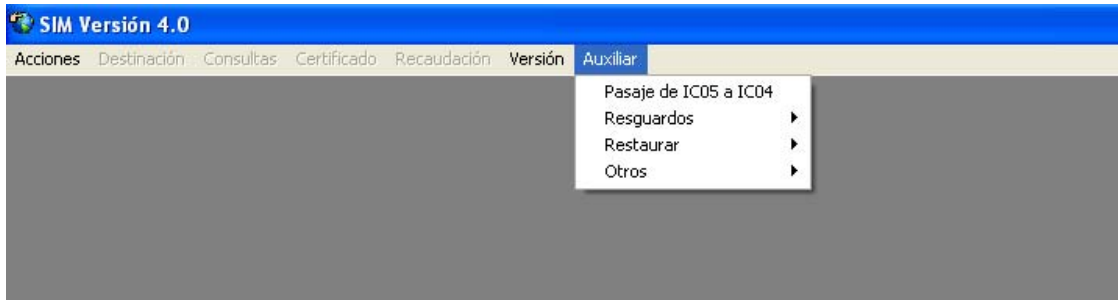 SIM Versión 4.0
Acciones Destinación Consultas Certificado Recaudación Versión Auxiliar
Pasaje de IC05 a IC04
Resguardos
Restaurar
Otros